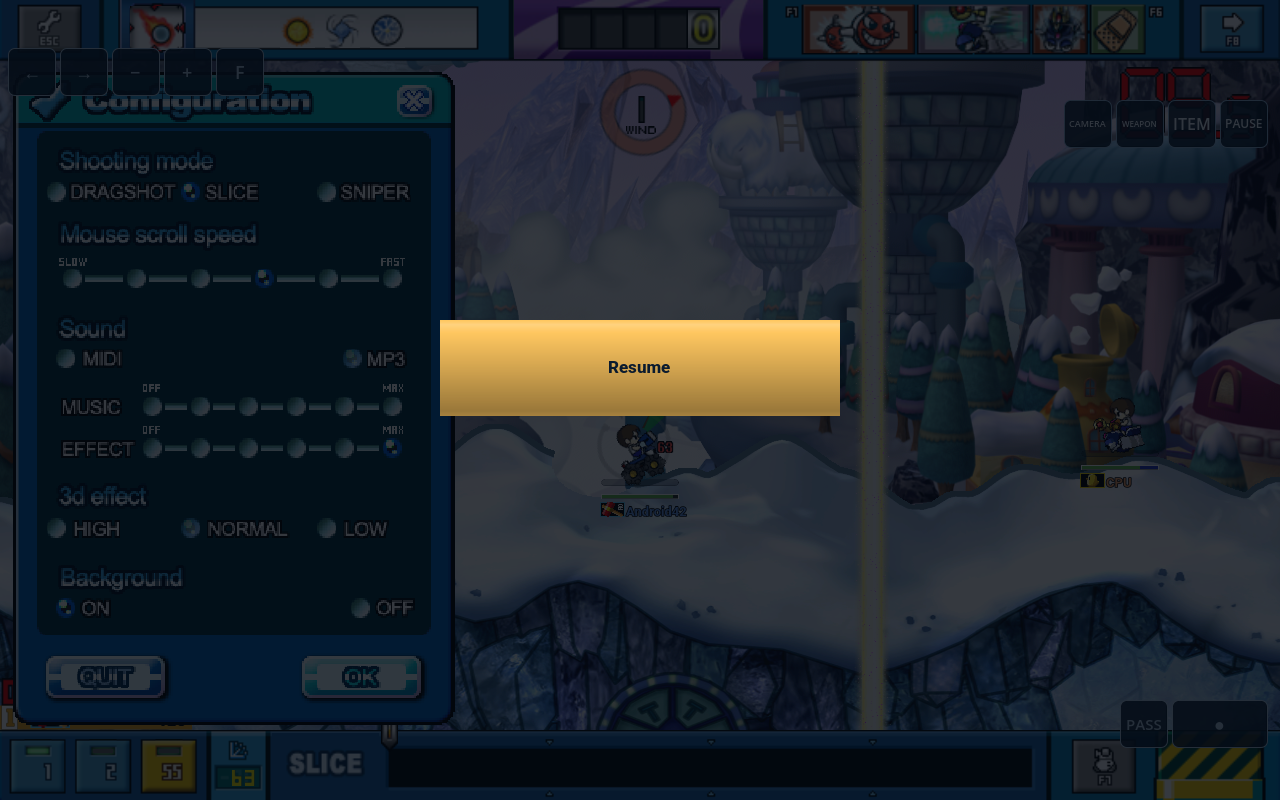 ESC
0
F1
F6
F8
← → − + F
Configuration
I
WIND
CAMERA WEAPON ITEM PAUSE
Shooting mode
DRAGSHOT SLICE SNIPER
Mouse scroll speed
SLOW FAST
Sound
MIDI MP3
OFF MAX
MUSIC
OFF MAX
EFFECT
Resume
3d effect
HIGH NORMAL LOW
CPU
Background
ON OFF
QUIT OK
PASS
1 2 SS
-63
SLICE
F7